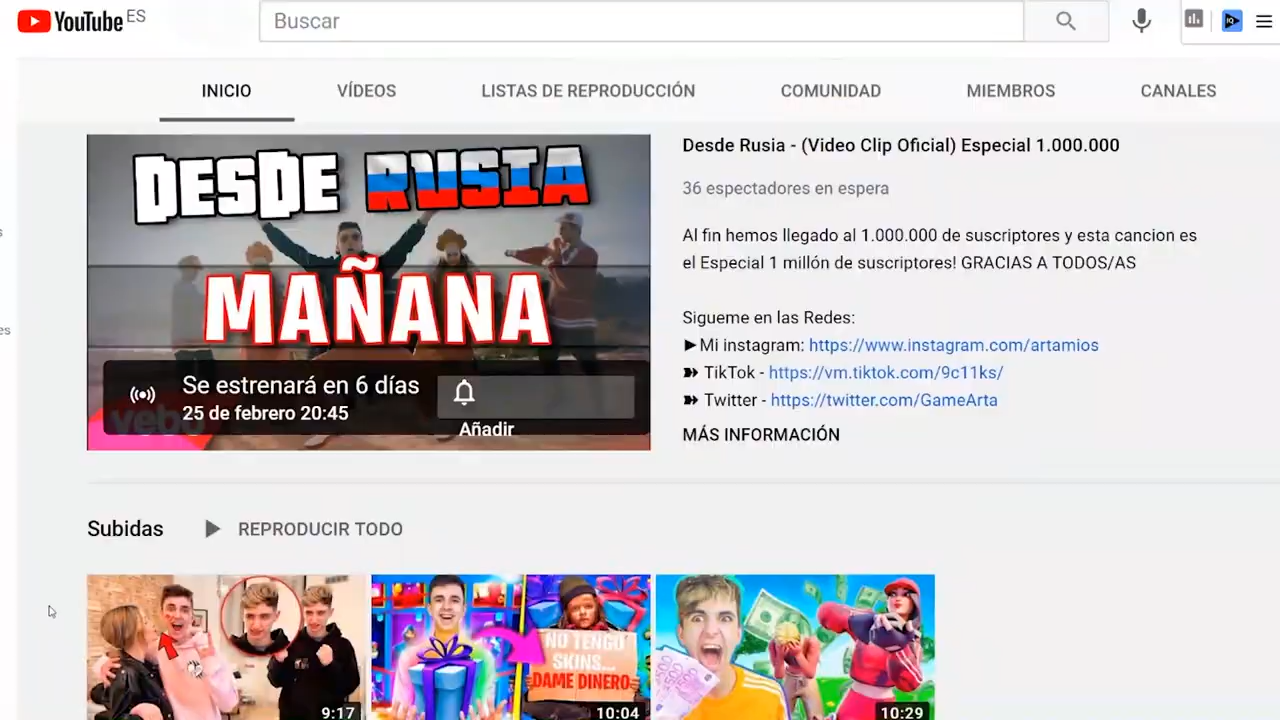 YouTube ES
Buscar
INICIO
VÍDEOS
LISTAS DE REPRODUCCIÓN
COMUNIDAD
MIEMBROS
CANALES
DESDE RUSIA
MAÑANA
Se estrenará en 6 días
25 de febrero 20:45
Añadir
Desde Rusia - (Video Clip Oficial) Especial 1.000.000
36 espectadores en espera
Al fin hemos llegado al 1.000.000 de suscriptores y esta cancion es
el Especial 1 millón de suscriptores! GRACIAS A TODOS/AS
Sigueme en las Redes:
►Mi instagram: https://www.instagram.com/artamios
➽ TikTok - https://vm.tiktok.com/9c11ks/
➽ Twitter - https://twitter.com/GameArta
MÁS INFORMACIÓN
Subidas
REPRODUCIR TODO
9:17
NO TENGO
SKINS...
DAME DINERO
10:04
10:29